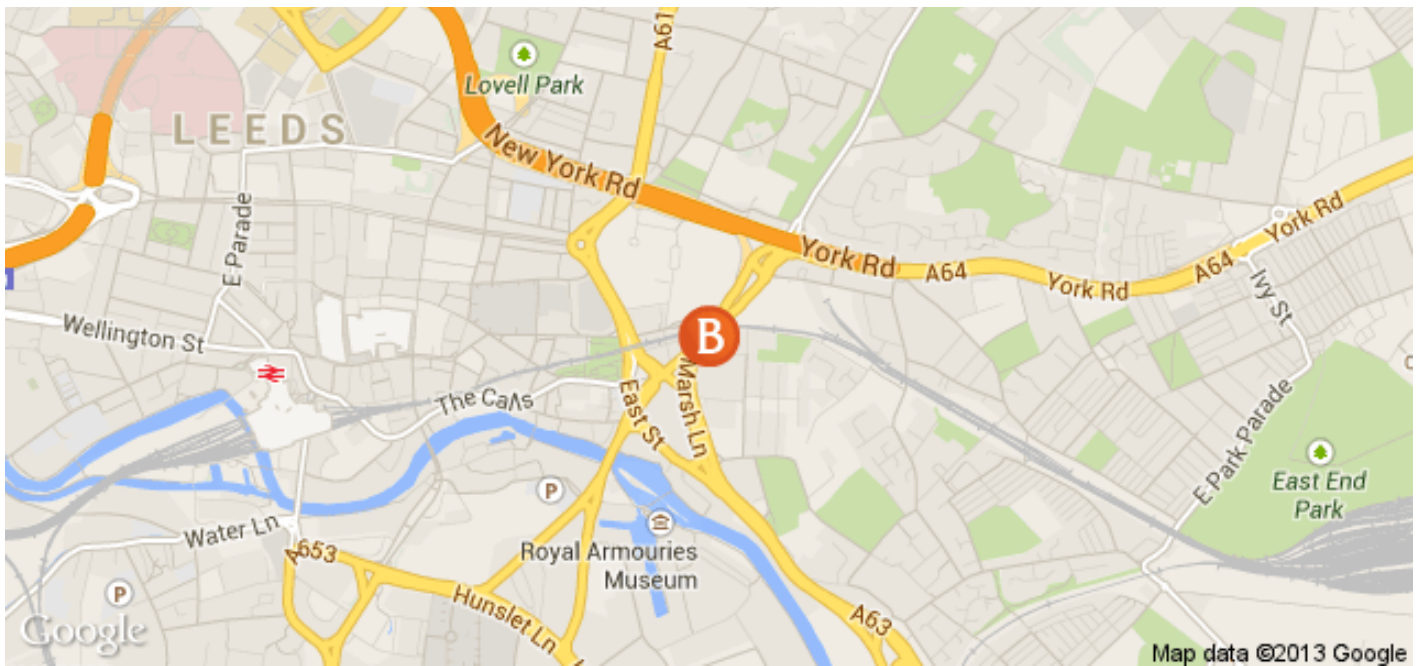 A61
Lovell Park
LEEDS
New York Rd
York Rd
E Parade
York Rd
A64
York Rd
A64
Ivy St
Wellington St
B
The Calls
East St
Marsh Ln
E Park Parade
East End
Park
P
Water Ln
Royal Armouries
Museum
A653
P
Hunslet Ln
A63
Google
Map data ©2013 Google